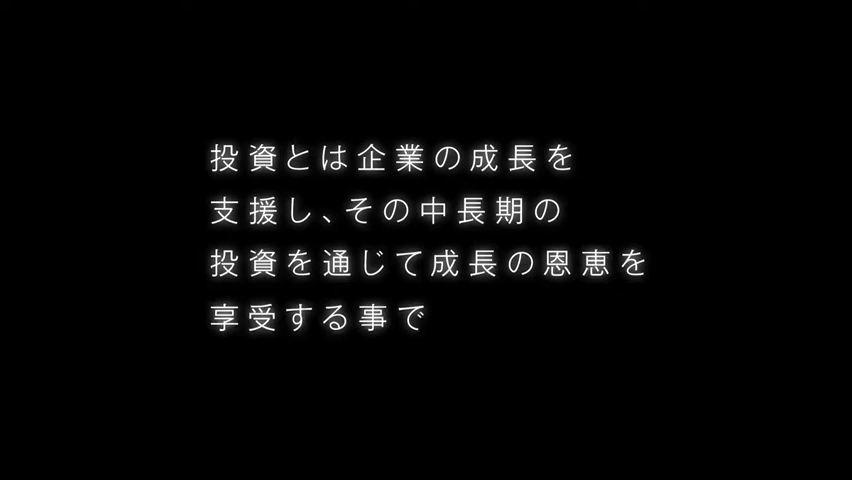 投資とは企業の成長を
支援し、その中長期の
投資を通じて成長の恩恵を
享受する事で